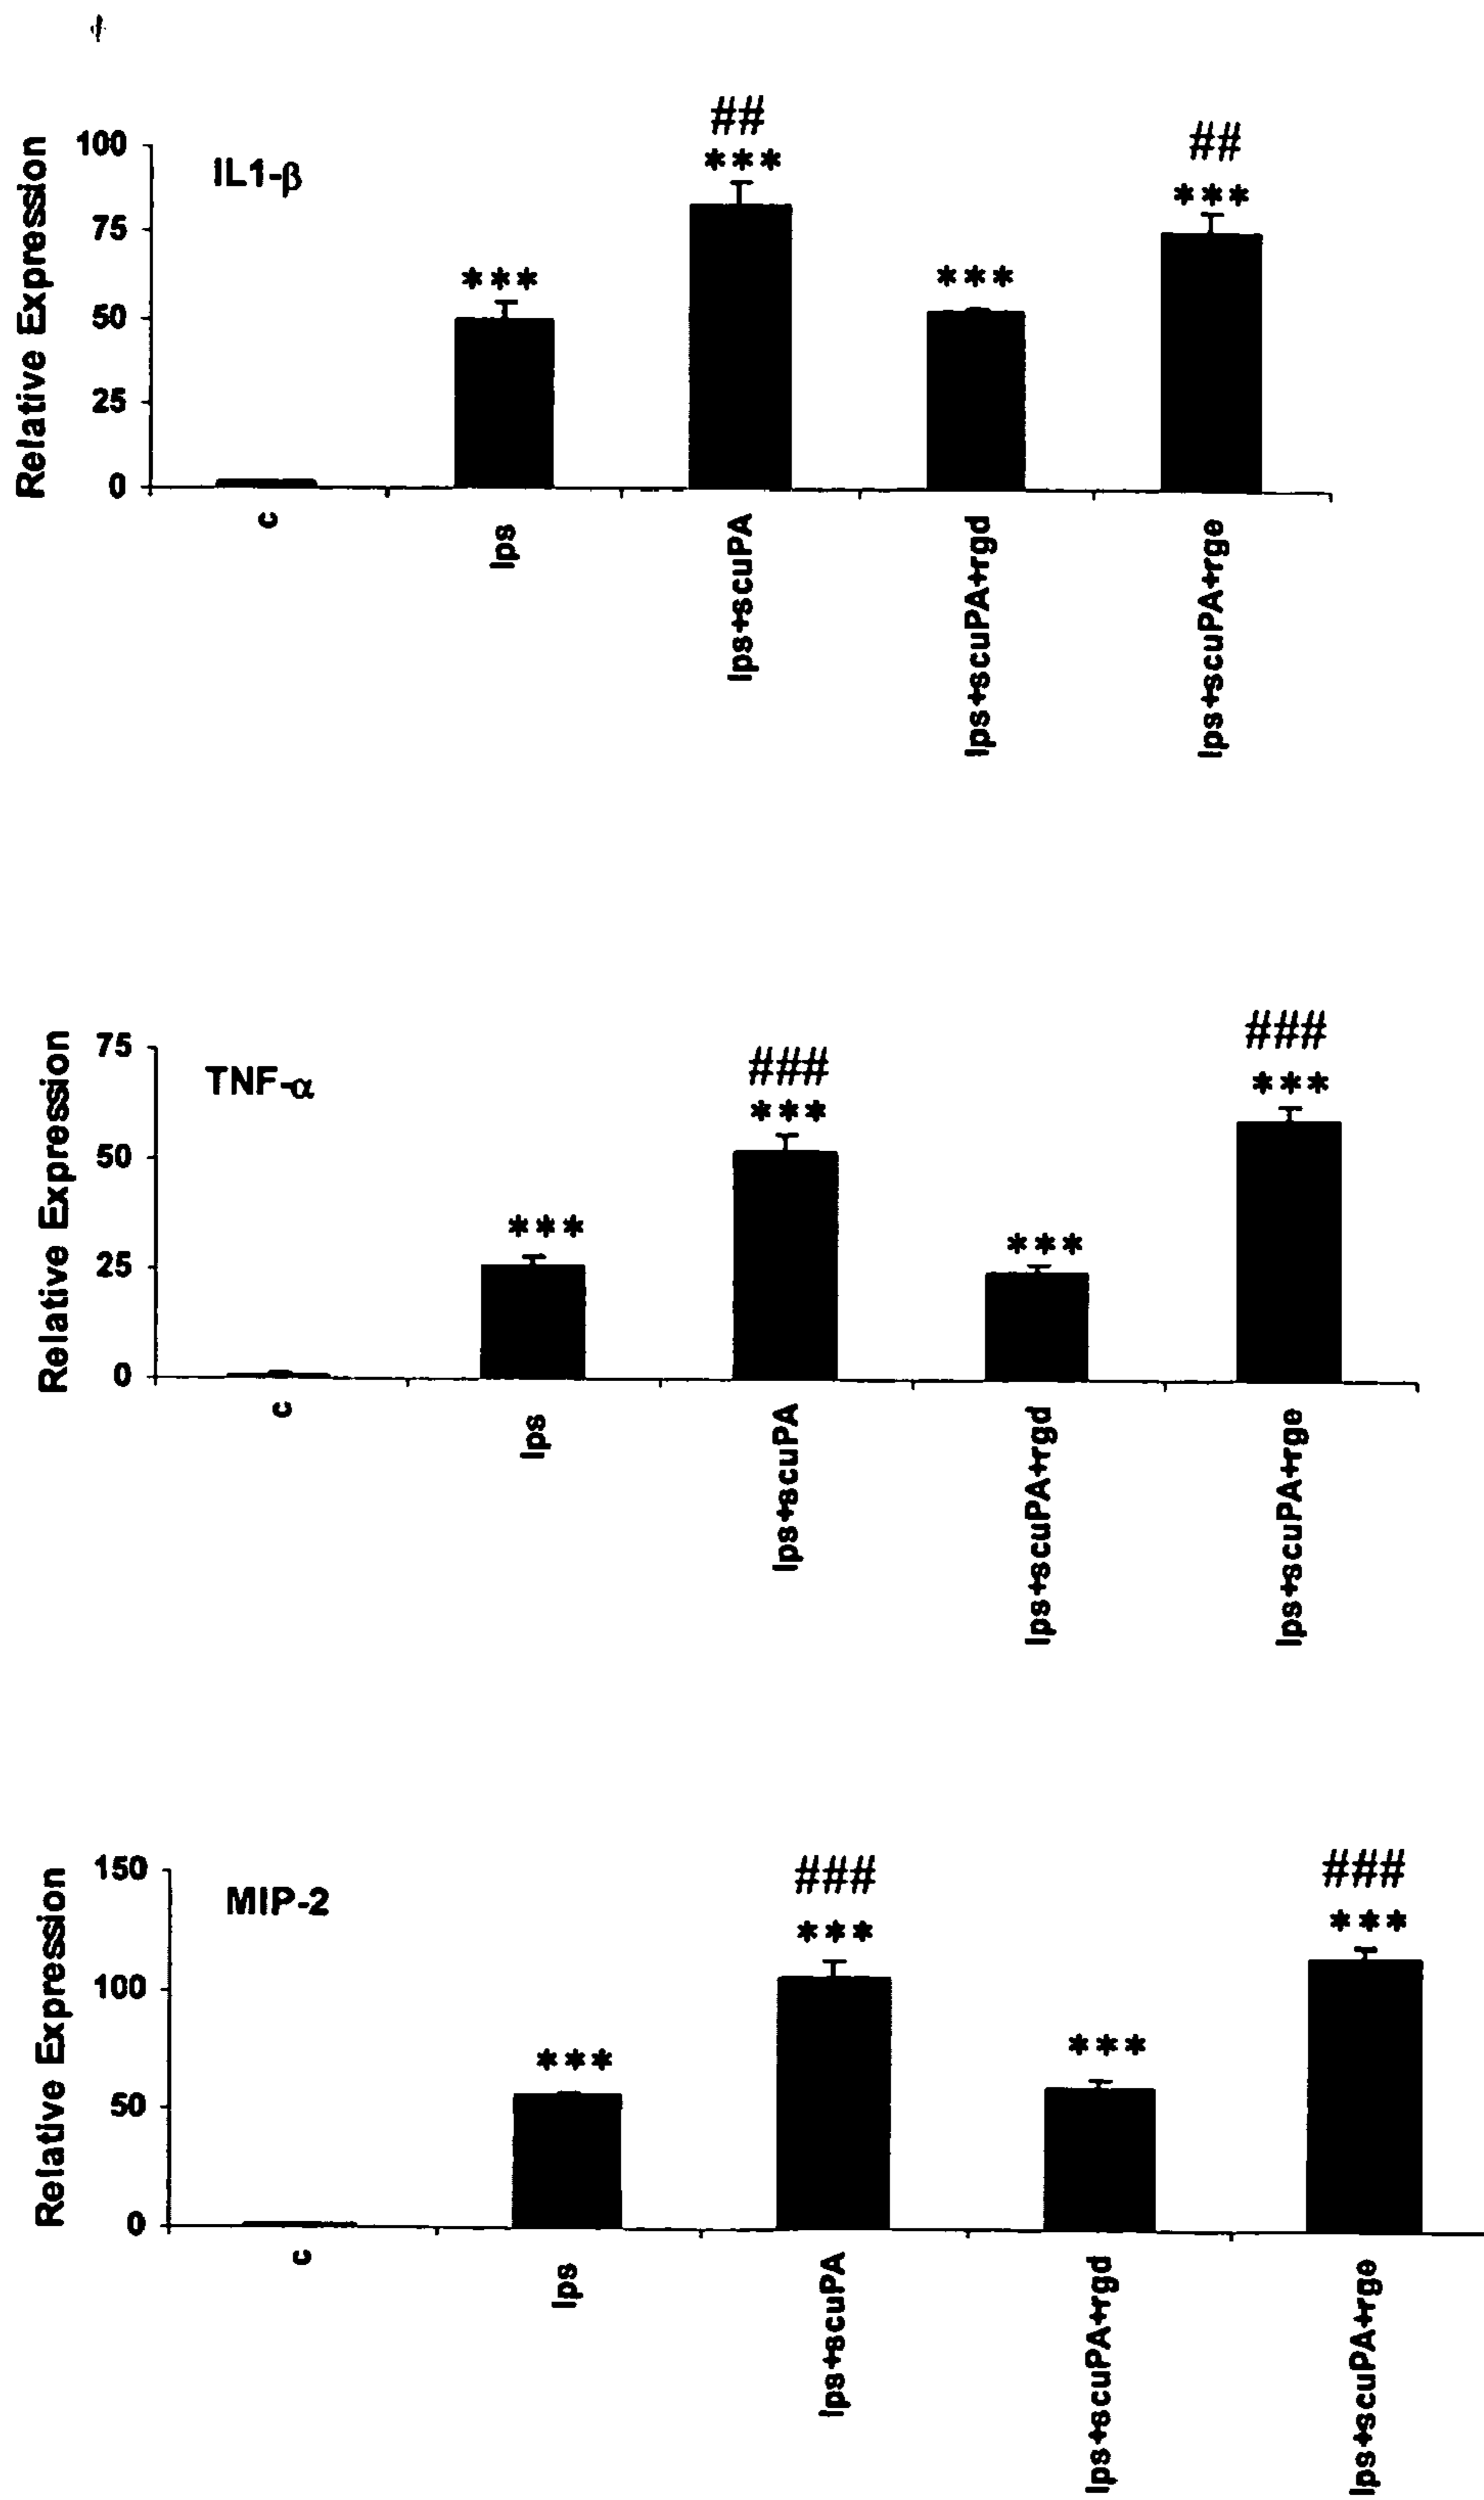 ##
##
100
IL1-β
***
***
75
***
***
50
25
0
Relative Expression
c
lps
lps+scuPA
lps+scuPA+rgd
lps+scuPA+rge
###
75
###
TNF-α
***
***
50
***
***
25
0
Relative Expression
c
lps
lps+scuPA
lps+scuPA+rgd
lps+scuPA+rge
150
###
###
MIP-2
***
***
100
***
***
50
0
Relative Expression
c
lps
lps+scuPA
lps+scuPA+rgd
lps+scuPA+rge